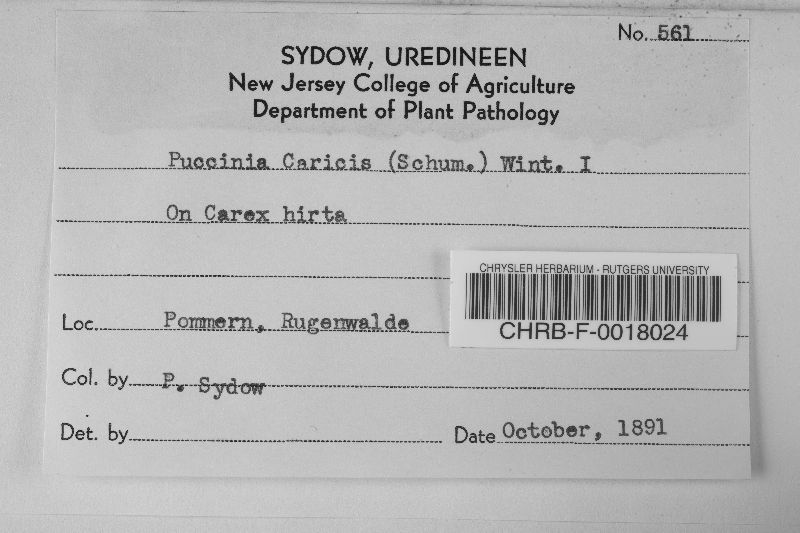 No. 561
SYDOW, UREDINEEN
New Jersey College of Agriculture
Department of Plant Pathology
Puccinia Caricis (Schum.) Wint. I
On Carex hirta
CHRYSLER HERBARIUM - RUTGERS UNIVERSITY
CHRB-F-0018024
Loc. Pommern, Rugenwalde
Col. by P. Sydow
Det. by
Date October, 1891